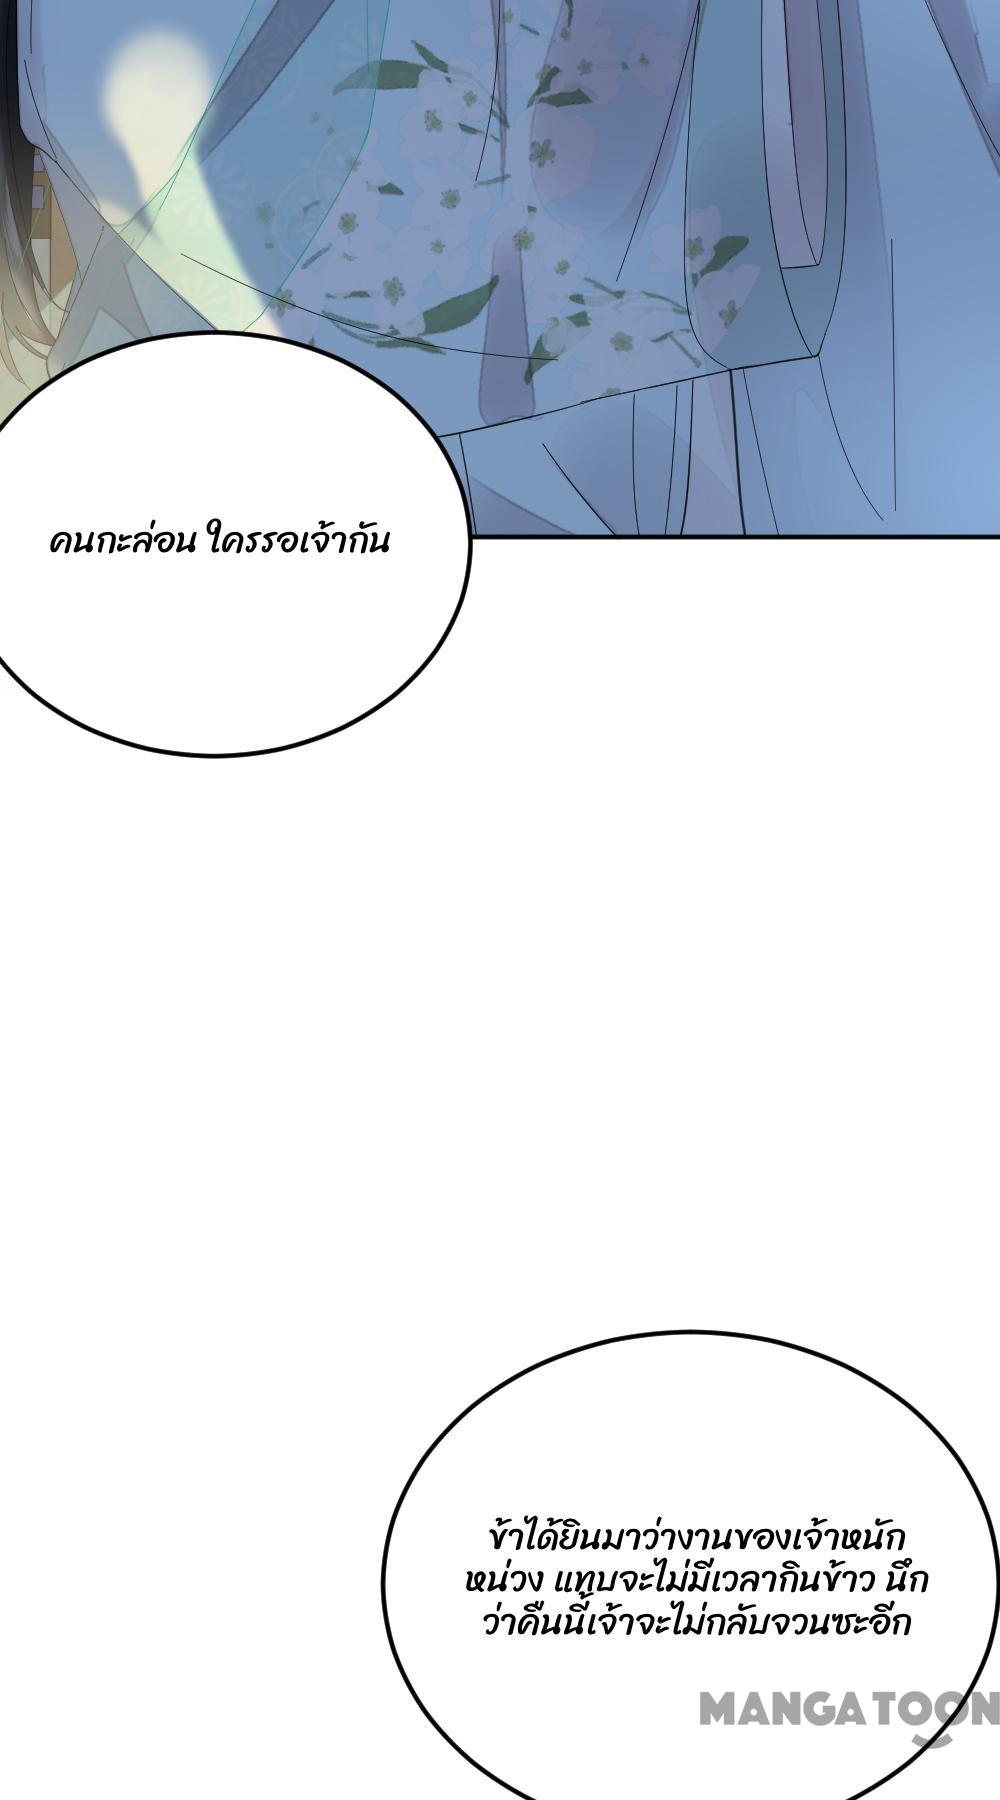 คนกะล่อน ใครรอเจ้ากัน
ข้าได้ยินมาว่างานของเจ้าหนัก
หน่วง แทบจะไม่มีเวลากินข้าว นึก
ว่าคืนนี้เจ้าจะไม่กลับจวนซะอีก
MANGATOON